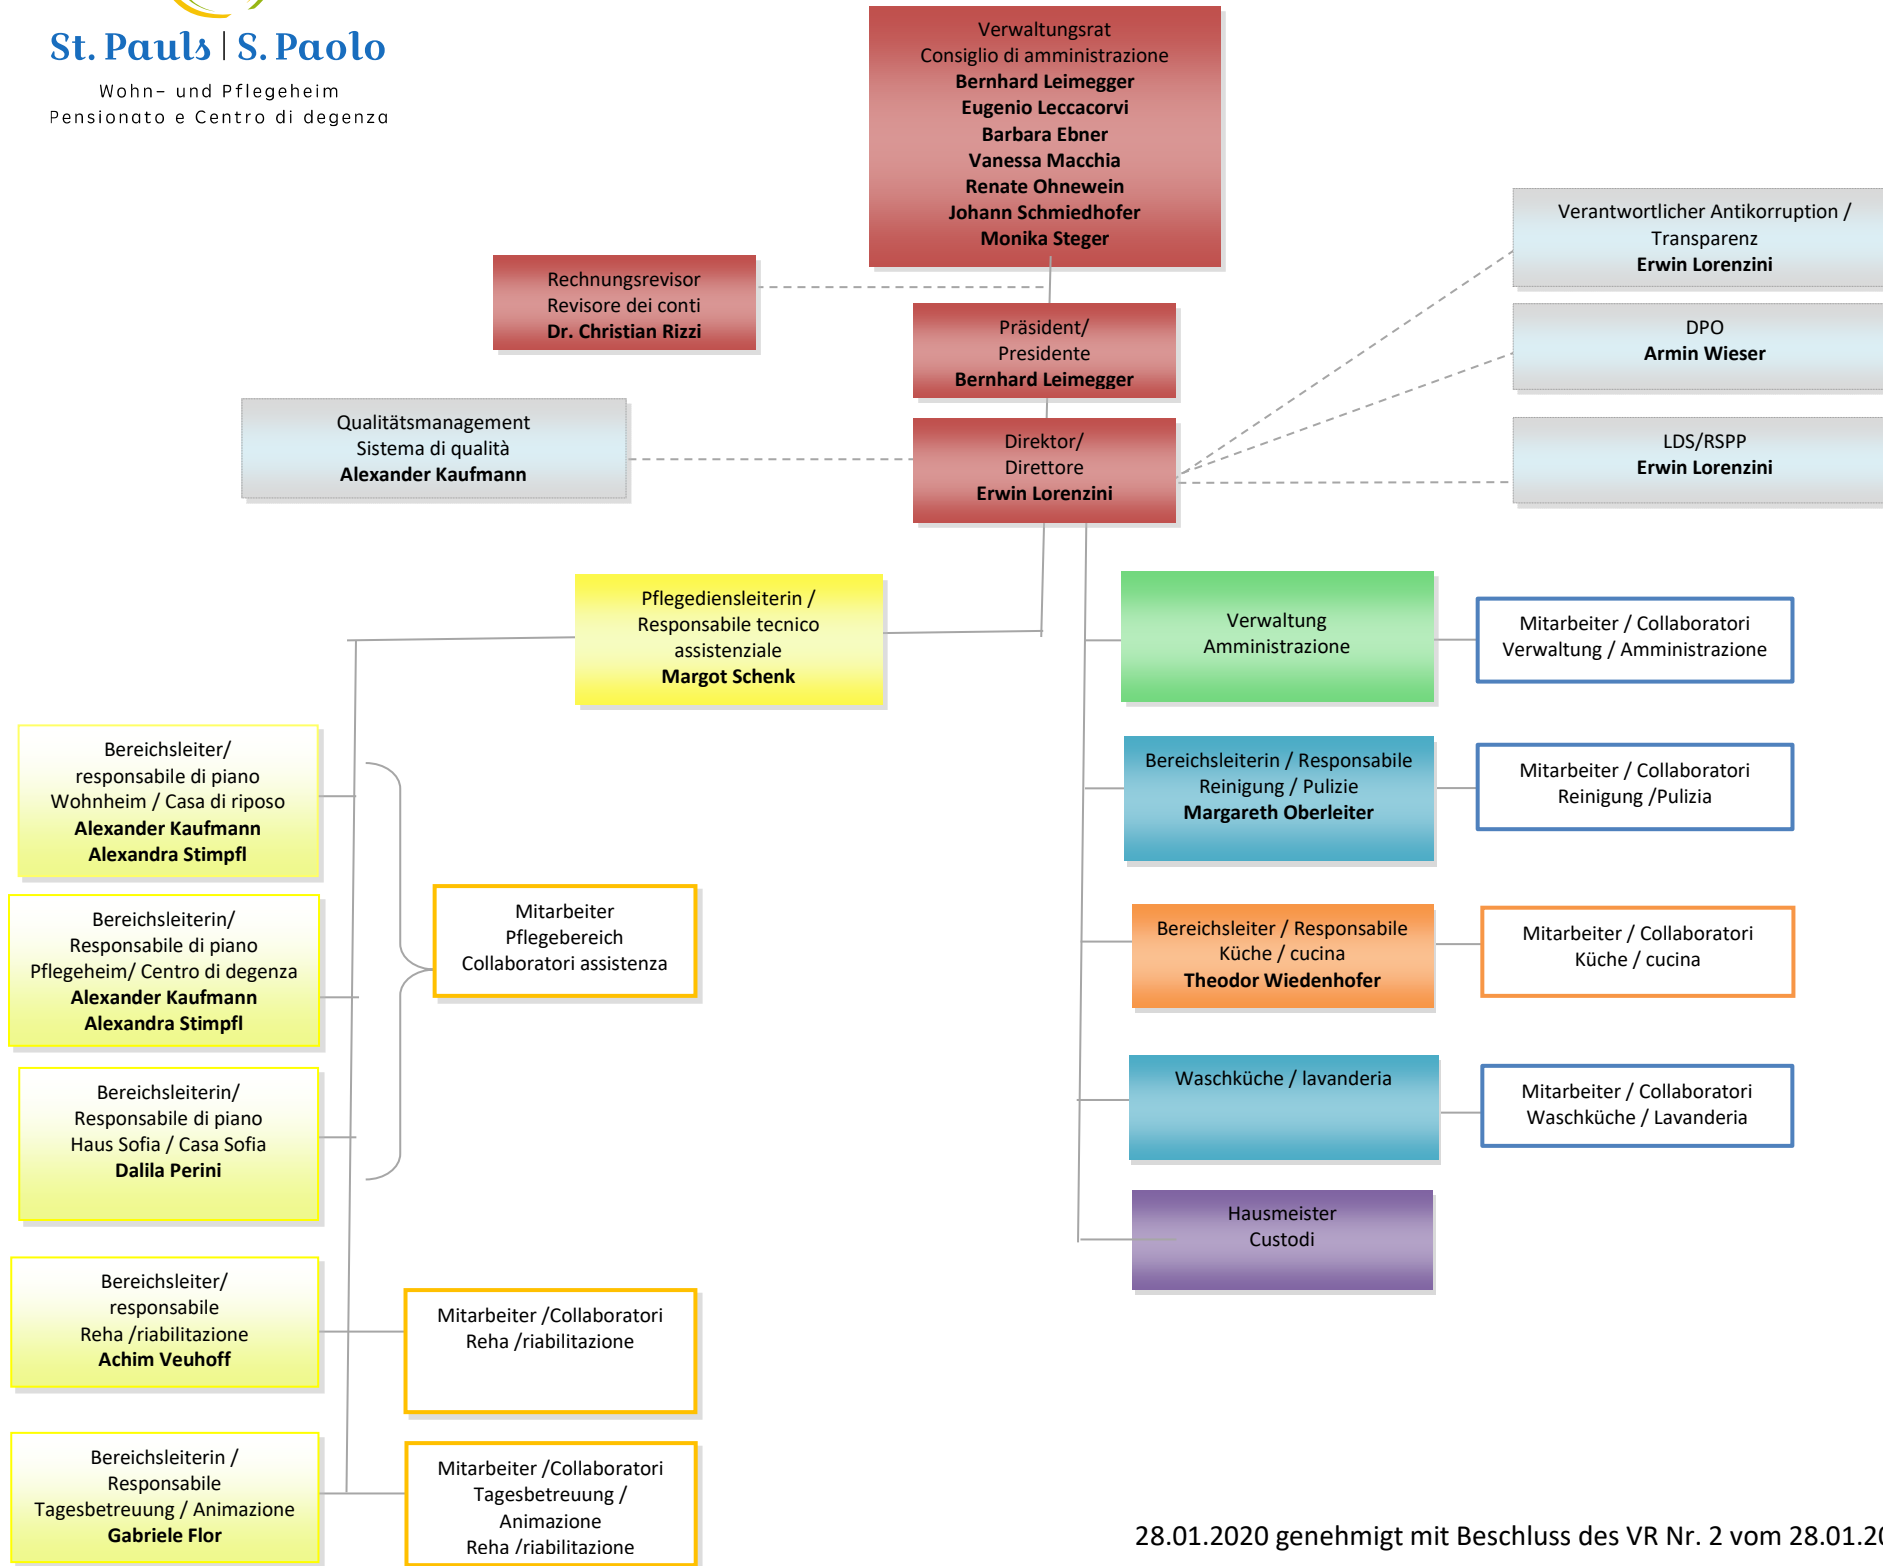 St. Pauls | S. Paolo
Wohn- und Pflegeheim
Pensionato e Centro di degenza
Verwaltungsrat
Consiglio di amministrazione
Bernhard Leimegger
Eugenio Leccacorvi
Barbara Ebner
Vanessa Macchia
Renate Ohnewein
Johann Schmiedhofer
Monika Steger
Verantwortlicher Antikorruption /
Transparenz
Erwin Lorenzini
Rechnungsrevisor
Revisore dei conti
Dr. Christian Rizzi
Präsident/
Presidente
Bernhard Leimegger
DPO
Armin Wieser
Qualitätsmanagement
Sistema di qualità
Alexander Kaufmann
Direktor/
Direttore
Erwin Lorenzini
LDS/RSPP
Erwin Lorenzini
Pflegediensleiterin /
Responsabile tecnico
assistenziale
Margot Schenk
Verwaltung
Amministrazione
Mitarbeiter / Collaboratori
Verwaltung / Amministrazione
Bereichsleiter/
responsabile di piano
Wohnheim / Casa di riposo
Alexander Kaufmann
Alexandra Stimpfl
Bereichsleiterin / Responsabile
Reinigung / Pulizie
Margareth Oberleiter
Mitarbeiter / Collaboratori
Reinigung /Pulizia
Bereichsleiterin/
Responsabile di piano
Pflegeheim/ Centro di degenza
Alexander Kaufmann
Alexandra Stimpfl
Mitarbeiter
Pflegebereich
Collaboratori assistenza
Bereichsleiter / Responsabile
Küche / cucina
Theodor Wiedenhofer
Mitarbeiter / Collaboratori
Küche / cucina
Bereichsleiterin/
Responsabile di piano
Haus Sofia / Casa Sofia
Dalila Perini
Waschküche / lavanderia
Mitarbeiter / Collaboratori
Waschküche / Lavanderia
Hausmeister
Custodi
Bereichsleiter/
responsabile
Reha /riabilitazione
Achim Veuhoff
Mitarbeiter /Collaboratori
Reha /riabilitazione
Bereichsleiterin /
Responsabile
Tagesbetreuung / Animazione
Gabriele Flor
Mitarbeiter /Collaboratori
Tagesbetreuung /
Animazione
Reha /riabilitazione
28.01.2020 genehmigt mit Beschluss des VR Nr. 2 vom